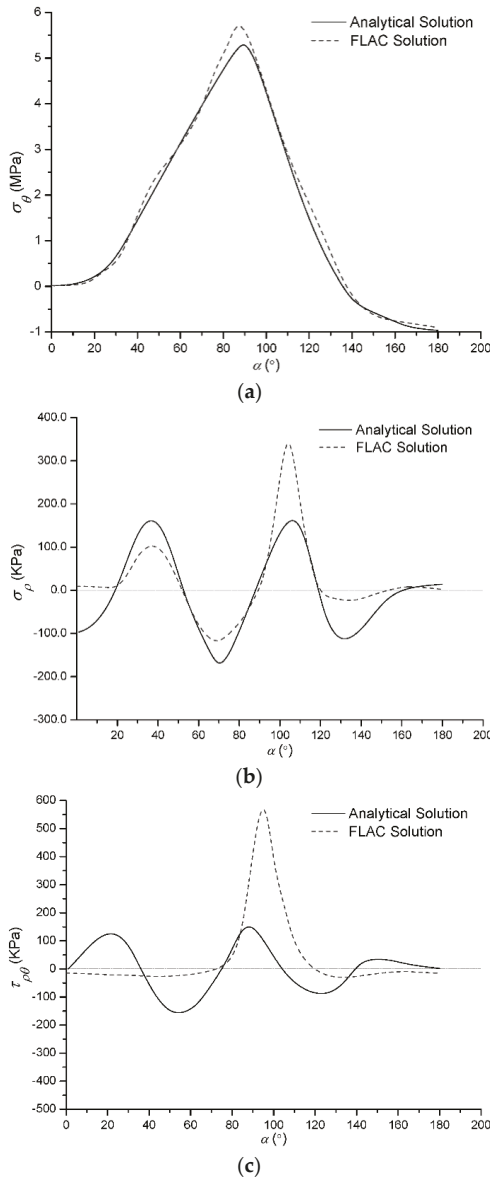 Analytical Solution
FLAC Solution
σθ (MPa)
6
5
4
3
2
1
0
-1
0 20 40 60 80 100 120 140 160 180 200
α (°)
(a)
Analytical Solution
FLAC Solution
σρ (KPa)
400.0
300.0
200.0
100.0
0.0
-100.0
-200.0
-300.0
20 40 60 80 100 120 140 160 180 200
α (°)
(b)
Analytical Solution
FLAC Solution
τρθ (KPa)
600
500
400
300
200
100
0
-100
-200
-300
-400
-500
0 20 40 60 80 100 120 140 160 180 200
α (°)
(c)